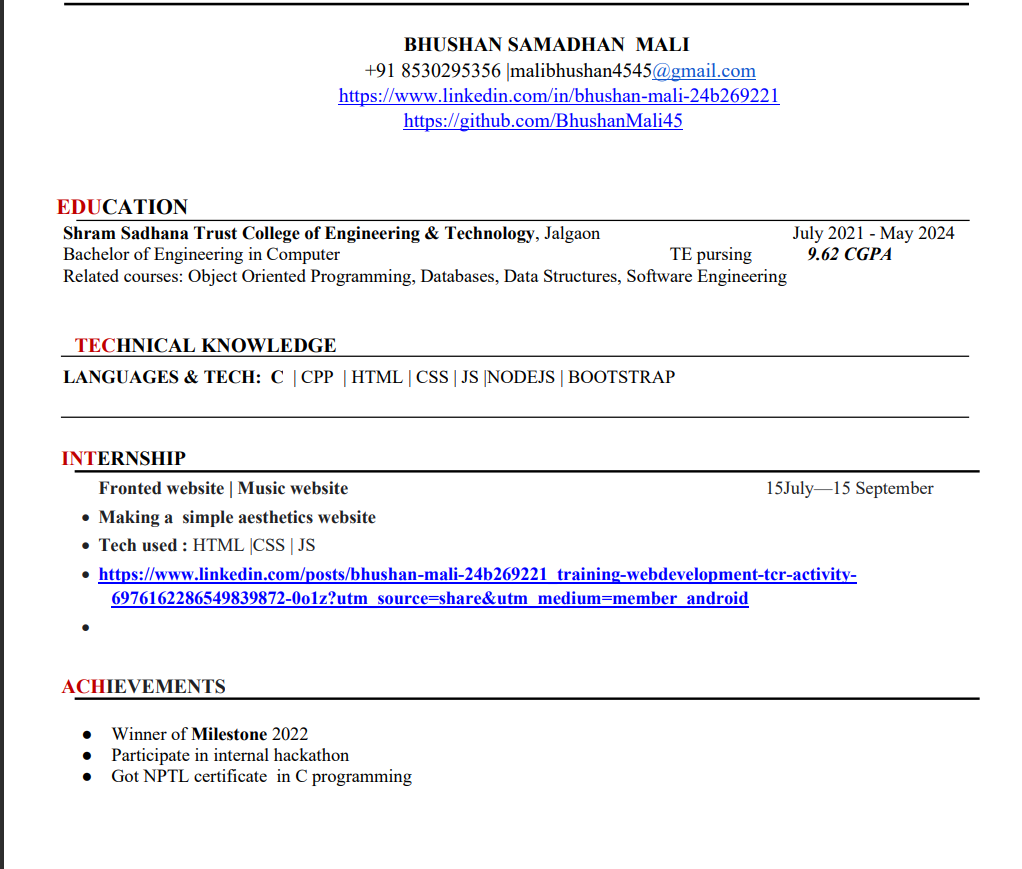 BHUSHAN SAMADHAN MALI
+91 8530295356 |malibhushan4545@gmail.com
https://www.linkedin.com/in/bhushan-mali-24b269221
https://github.com/BhushanMali45
EDUCATION
Shram Sadhana Trust College of Engineering & Technology, Jalgaon July 2021 - May 2024
Bachelor of Engineering in Computer TE pursing 9.62 CGPA
Related courses: Object Oriented Programming, Databases, Data Structures, Software Engineering
TECHNICAL KNOWLEDGE
LANGUAGES & TECH: C | CPP | HTML | CSS | JS |NODEJS | BOOTSTRAP
INTERNSHIP
Fronted website | Music website 15July—15 September
• Making a simple aesthetics website
• Tech used : HTML |CSS | JS
• https://www.linkedin.com/posts/bhushan-mali-24b269221_training-webdevelopment-tcr-activity-
6976162286549839872-0o1z?utm_source=share&utm_medium=member_android
•
ACHIEVEMENTS
● Winner of Milestone 2022
● Participate in internal hackathon
● Got NPTL certificate in C programming